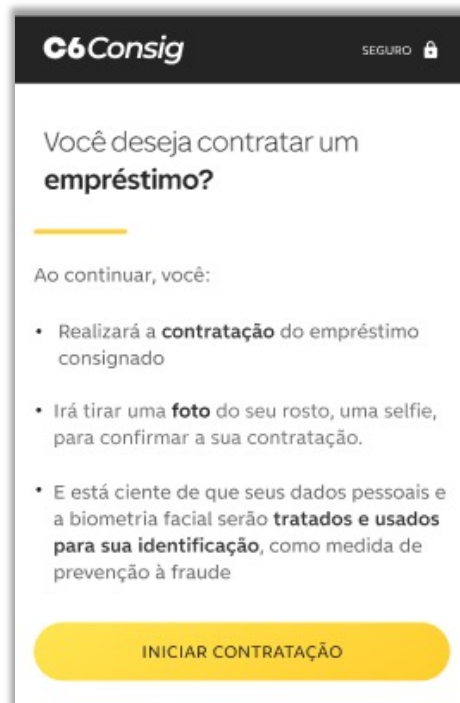 C6Consig
SEGURO
Você deseja contratar um
empréstimo?
Ao continuar, você:
• Realizará a contratação do empréstimo
consignado
• Irá tirar uma foto do seu rosto, uma selfie,
para confirmar a sua contratação.
• E está ciente de que seus dados pessoais e
a biometria facial serão tratados e usados
para sua identificação, como medida de
prevenção à fraude
INICIAR CONTRATAÇÃO